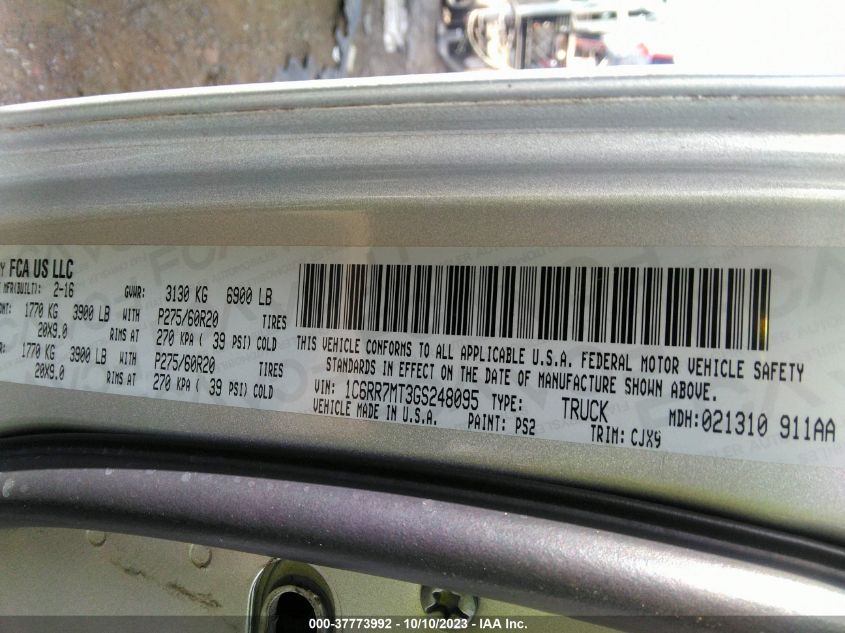 Y FCA US LLC
MFR(BUILT): 2-16 GVWR: 3130 KG 6900 LB
NT: 1770 KG 3900 LB WITH P275/60R20 TIRES
20X9.0 RIMS AT 270 KPA ( 39 PSI) COLD
R: 1770 KG 3900 LB WITH P275/60R20 TIRES
20X9.0 RIMS AT 270 KPA ( 39 PSI) COLD
THIS VEHICLE CONFORMS TO ALL APPLICABLE U.S.A. FEDERAL MOTOR VEHICLE SAFETY
STANDARDS IN EFFECT ON THE DATE OF MANUFACTURE SHOWN ABOVE.
VIN: 1C6RR7MT3GS248095 TYPE: TRUCK MDH:021310 911AA
VEHICLE MADE IN U.S.A. PAINT: PS2 TRIM: CJX9
000-37773992 - 10/10/2023 - IAA Inc.